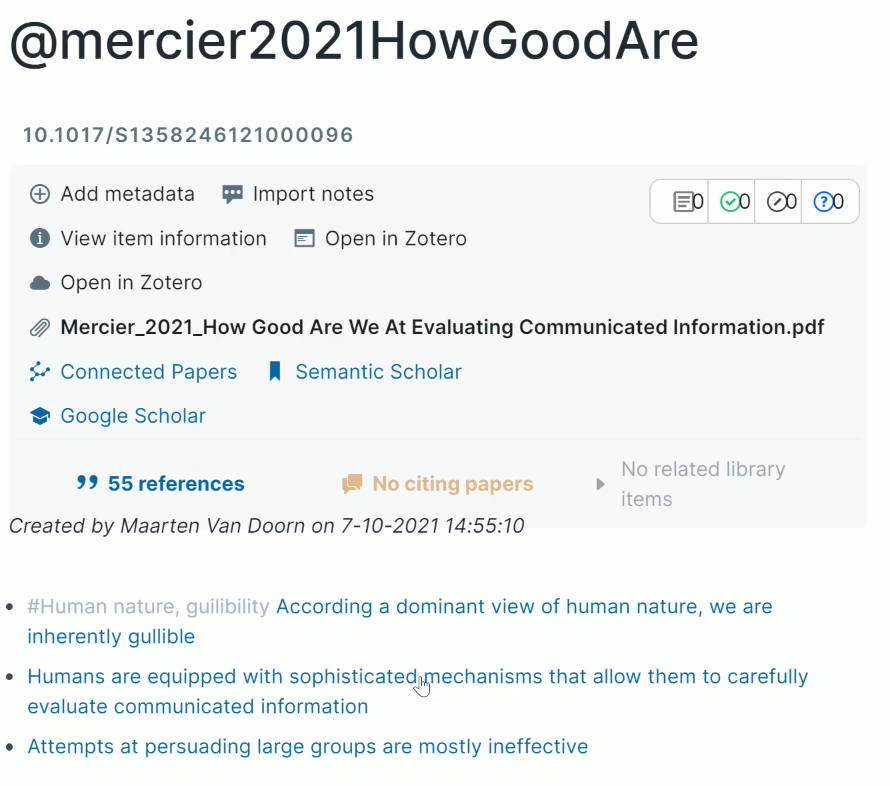 @mercier2021HowGoodAre
10.1017/S1358246121000096
Add metadata Import notes
0 0 0 0
View item information Open in Zotero
Open in Zotero
Mercier_2021_How Good Are We At Evaluating Communicated Information.pdf
Connected Papers Semantic Scholar
Google Scholar
55 references No citing papers No related library
items
Created by Maarten Van Doorn on 7-10-2021 14:55:10
#Human nature, guilibility According a dominant view of human nature, we are
inherently gullible
Humans are equipped with sophisticated mechanisms that allow them to carefully
evaluate communicated information
Attempts at persuading large groups are mostly ineffective